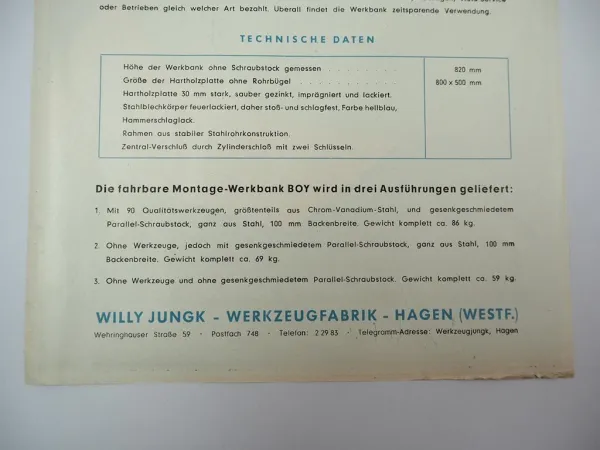 oder Betrieben gleich welcher Art bezahlt. Überall findet die Werkbank zeitsparende Verwendung.
TECHNISCHE DATEN
Höhe der Werkbank ohne Schraubstock gemessen . . . . . . . . 820 mm
Größe der Hartholzplatte ohne Rohrbügel . . . . . . . . . . 800 x 500 mm
Hartholzplatte 30 mm stark, sauber gezinkt, imprägniert und lackiert.
Stahlblechkörper feuerlackiert, daher stoß- und schlagfest, Farbe hellblau,
Hammerschlaglack.
Rahmen aus stabiler Stahlrohrkonstruktion.
Zentral-Verschluß durch Zylinderschloß mit zwei Schlüsseln.
Die fahrbare Montage-Werkbank BOY wird in drei Ausführungen geliefert:
1. Mit 90 Qualitätswerkzeugen, größtenteils aus Chrom-Vanadium-Stahl, und gesenkgeschmiedetem
Parallel-Schraubstock, ganz aus Stahl, 100 mm Backenbreite. Gewicht komplett ca. 86 kg.
2. Ohne Werkzeuge, jedoch mit gesenkgeschmiedetem Parallel-Schraubstock, ganz aus Stahl, 100 mm
Backenbreite. Gewicht komplett ca. 69 kg.
3. Ohne Werkzeuge und ohne gesenkgeschmiedetem Parallel-Schraubstock. Gewicht komplett ca. 59 kg.
WILLY JUNGK - WERKZEUGFABRIK - HAGEN (WESTF.)
Wehringhauser Straße 59 · Postfach 748 · Telefon: 2 29 83 · Telegramm-Adresse: Werkzeugjungk, Hagen